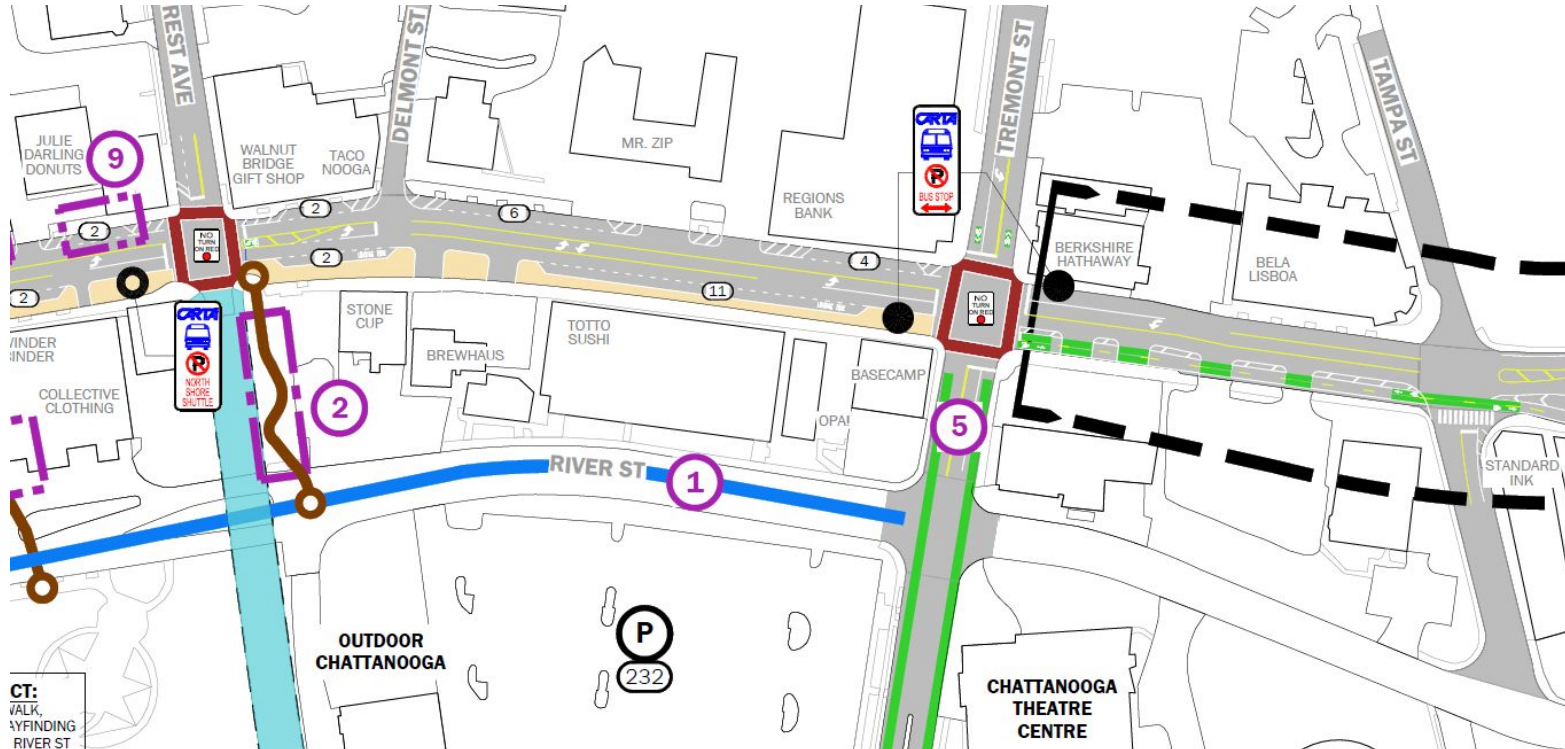 REST AVE
DELMONT ST
TREMONT ST
TAMPA ST
JULIE
DARLING
DONUTS
9
WALNUT
BRIDGE
GIFT SHOP
TACO
NOOGA
MR. ZIP
REGIONS
BANK
CARTA
P
BUS STOP
BERKSHIRE
HATHAWAY
BELA
LISBOA
2
2
6
4
2
2
11
NO
TURN
ON RED
NO
TURN
ON RED
CARTA
P
NORTH
SHORE
SHUTTLE
WINDER
BINDER
COLLECTIVE
CLOTHING
STONE
CUP
BREWHAUS
TOTTO
SUSHI
BASECAMP
OPA!
2
5
1
RIVER ST
STANDARD
INK
OUTDOOR
CHATTANOOGA
P
232
CHATTANOOGA
THEATRE
CENTRE
CT:
WALK,
AYFINDING
RIVER ST